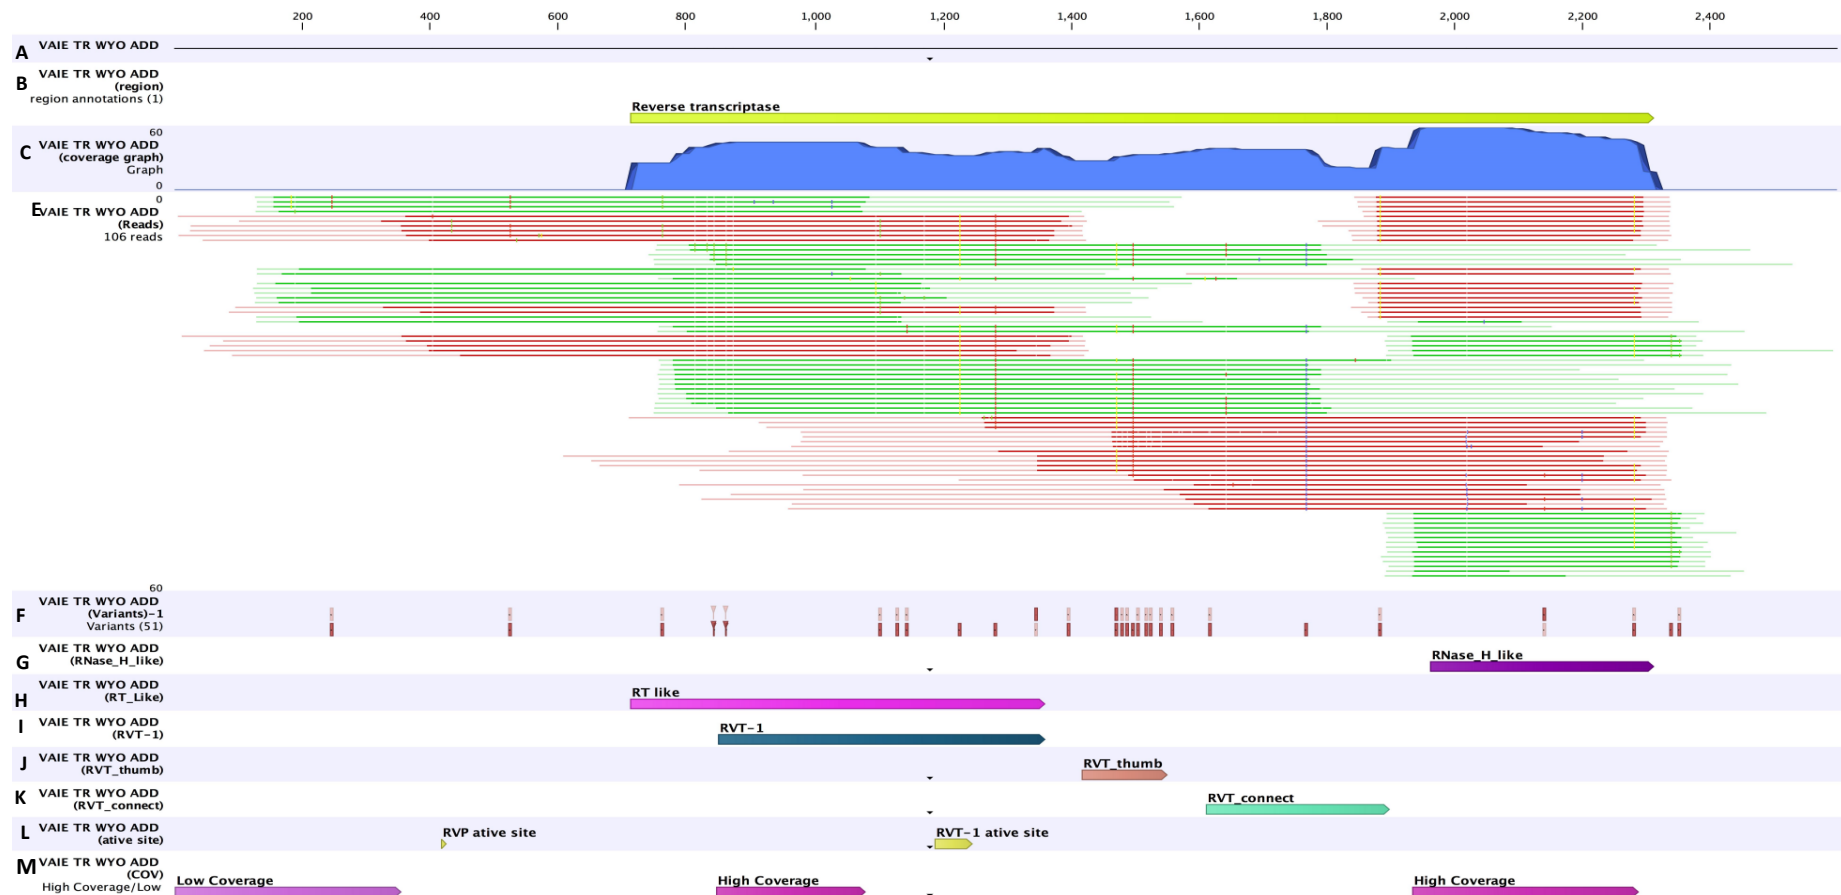 200 400 600 800 1,000 1,200 1,400 1,600 1,800 2,000 2,200 2,400
A VAIE TR WYO ADD
B VAIE TR WYO ADD
(region)
region annotations (1)
Reverse transcriptase
60
C VAIE TR WYO ADD
(coverage graph)
Graph
0
0
E VAIE TR WYO ADD
(Reads)
106 reads
60
F VAIE TR WYO ADD
(Variants)-1
Variants (51)
G VAIE TR WYO ADD
(RNase_H_like)
RNase_H_like
H VAIE TR WYO ADD
(RT_Like)
RT like
I VAIE TR WYO ADD
(RVT-1)
RVT-1
J VAIE TR WYO ADD
(RVT_thumb)
RVT_thumb
K VAIE TR WYO ADD
(RVT_connect)
RVT_connect
L VAIE TR WYO ADD
(ative site)
RVP ative site RVT-1 ative site
M VAIE TR WYO ADD
(COV)
High Coverage/Low
Low Coverage High Coverage High Coverage